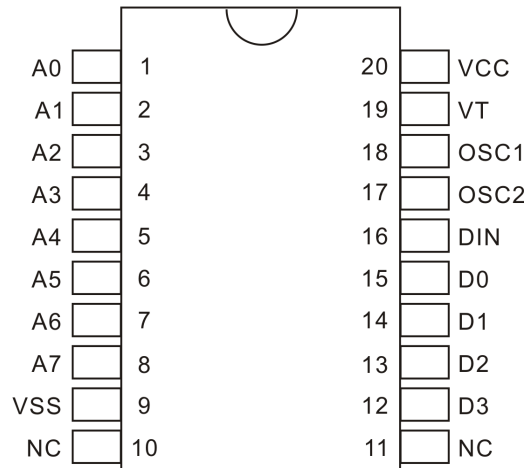 A0 1 20 VCC
A1 2 19 VT
A2 3 18 OSC1
A3 4 17 OSC2
A4 5 16 DIN
A5 6 15 D0
A6 7 14 D1
A7 8 13 D2
VSS 9 12 D3
NC 10 11 NC